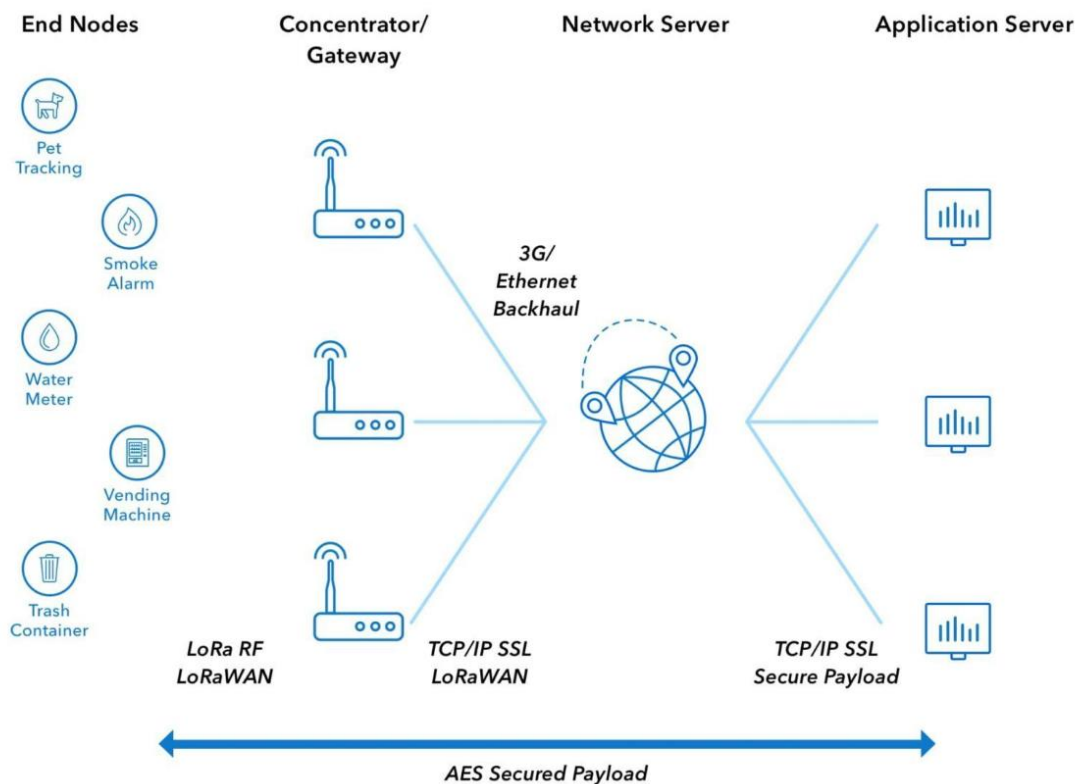 End Nodes
Concentrator/
Gateway
Network Server
Application Server
Pet
Tracking
Smoke
Alarm
Water
Meter
Vending
Machine
Trash
Container
3G/
Ethernet
Backhaul
LoRa RF
LoRaWAN
TCP/IP SSL
LoRaWAN
TCP/IP SSL
Secure Payload
AES Secured Payload